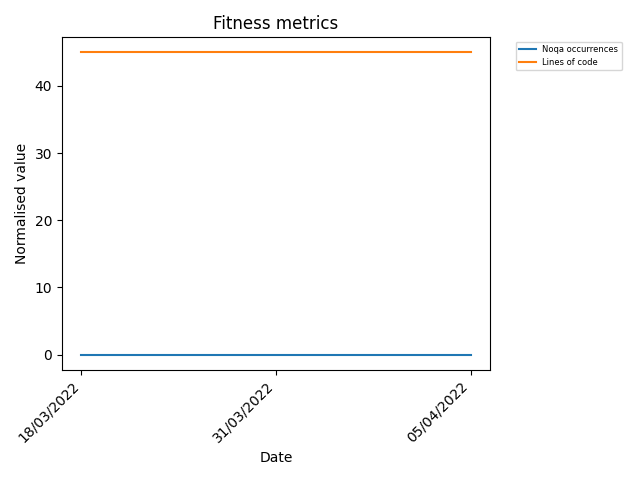 Fitness metrics
Noqa occurrences
Lines of code
Normalised value
40
30
20
10
0
18/03/2022
31/03/2022
05/04/2022
Date